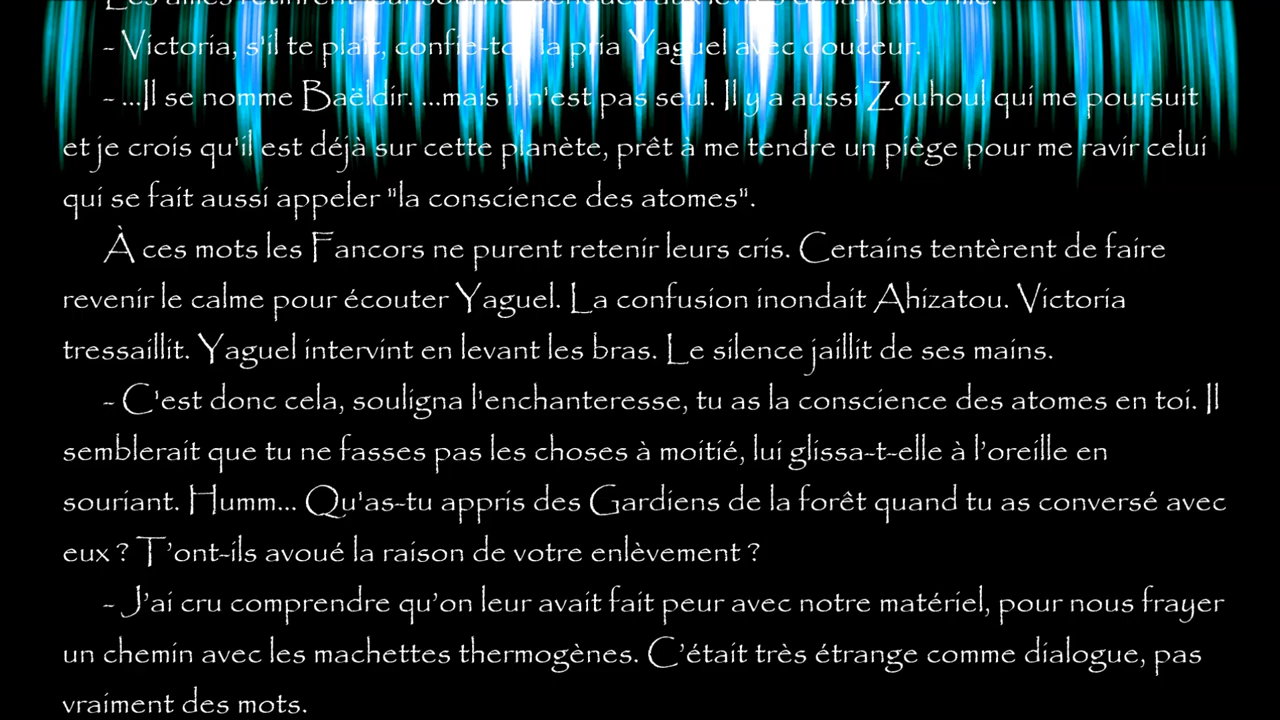 Les âmes retinrent leur souffle
- Victoria, s'il te plaît, confie-toi, la pria Yaguel avec douceur.
- ...Il se nomme Baëldir. ...mais il n'est pas seul. Il y a aussi Zouhoul qui me poursuit
et je crois qu'il est déjà sur cette planète, prêt à me tendre un piège pour me ravir celui
qui se fait aussi appeler "la conscience des atomes".
À ces mots les Fancors ne purent retenir leurs cris. Certains tentèrent de faire
revenir le calme pour écouter Yaguel. La confusion inondait Ahizatou. Victoria
tressaillit. Yaguel intervint en levant les bras. Le silence jaillit de ses mains.
- C'est donc cela, souligna l'enchanteresse, tu as la conscience des atomes en toi. Il
semblerait que tu ne fasses pas les choses à moitié, lui glissa-t-elle à l’oreille en
souriant. Humm... Qu'as-tu appris des Gardiens de la forêt quand tu as conversé avec
eux ? T’ont-ils avoué la raison de votre enlèvement ?
- J’ai cru comprendre qu’on leur avait fait peur avec notre matériel, pour nous frayer
un chemin avec les machettes thermogènes. C’était très étrange comme dialogue, pas
vraiment des mots.